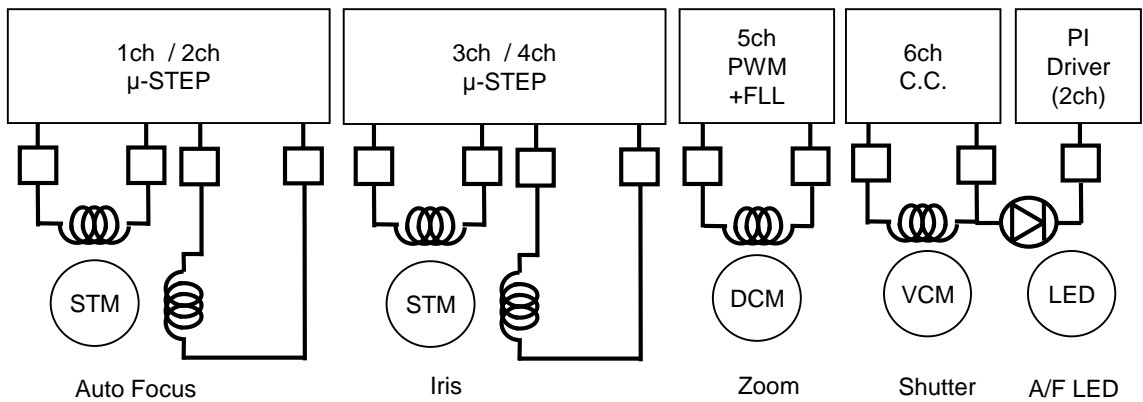 1ch / 2ch
µ-STEP
3ch / 4ch
µ-STEP
5ch
PWM
+FLL
6ch
C.C.
PI
Driver
(2ch)
STM
STM
DCM
VCM
LED
Auto Focus
Iris
Zoom
Shutter
A/F LED